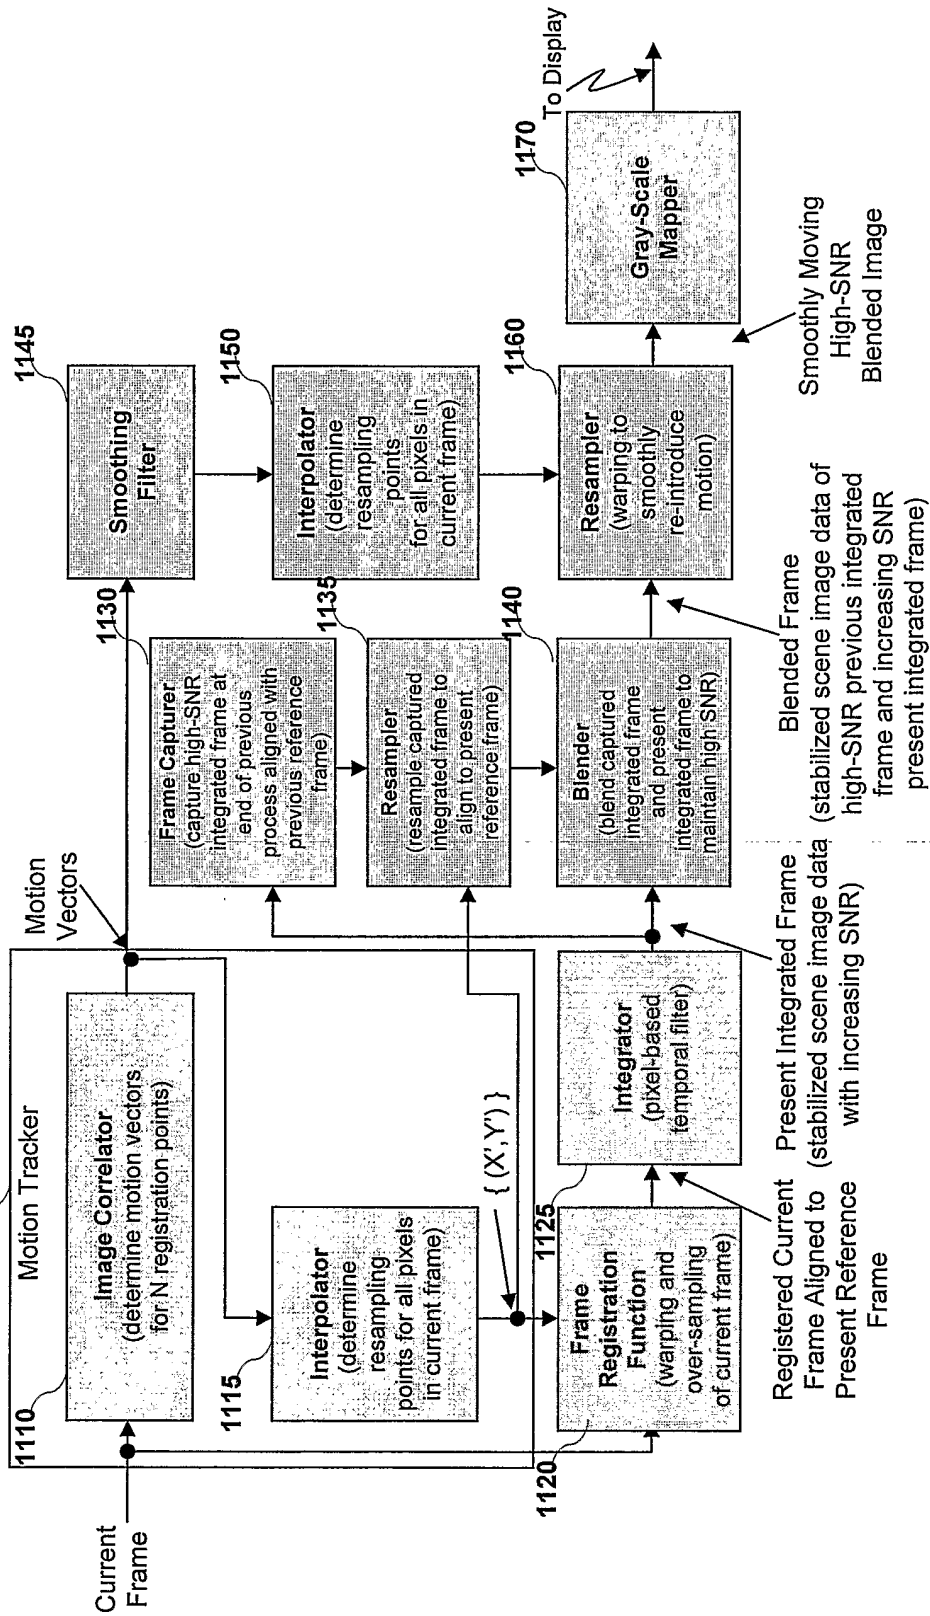 Current
Frame
Motion Tracker
1110
Image Correlator
(determine motion vectors
for N registration points)
Motion
Vectors
1115
Interpolator
(determine
resampling
points for all pixels
in current frame)
{ (X',Y') }
1120
Frame
Registration
Function
(warping and
over-sampling
of current frame)
Registered Current
Frame Aligned to
Present Reference
Frame
1125
Integrator
(pixel-based
temporal filter)
Present Integrated Frame
(stabilized scene image data
with increasing SNR)
1130
Frame Capturer
(capture high-SNR
integrated frame at
end of previous
process aligned with
previous reference
frame)
1135
Resampler
(resample captured
integrated frame to
align to present
reference frame)
1140
Blender
(blend captured
integrated frame
and present
integrated frame to
maintain high SNR)
Blended Frame
(stabilized scene image data of
high-SNR previous integrated
frame and increasing SNR
present integrated frame)
1145
Smoothing
Filter
1150
Interpolator
(determine
resampling
points
for all pixels in
current frame)
1160
Resampler
(warping to
smoothly
re-introduce
motion)
Smoothly Moving
High-SNR
Blended Image
1170
Gray-Scale
Mapper
To Display